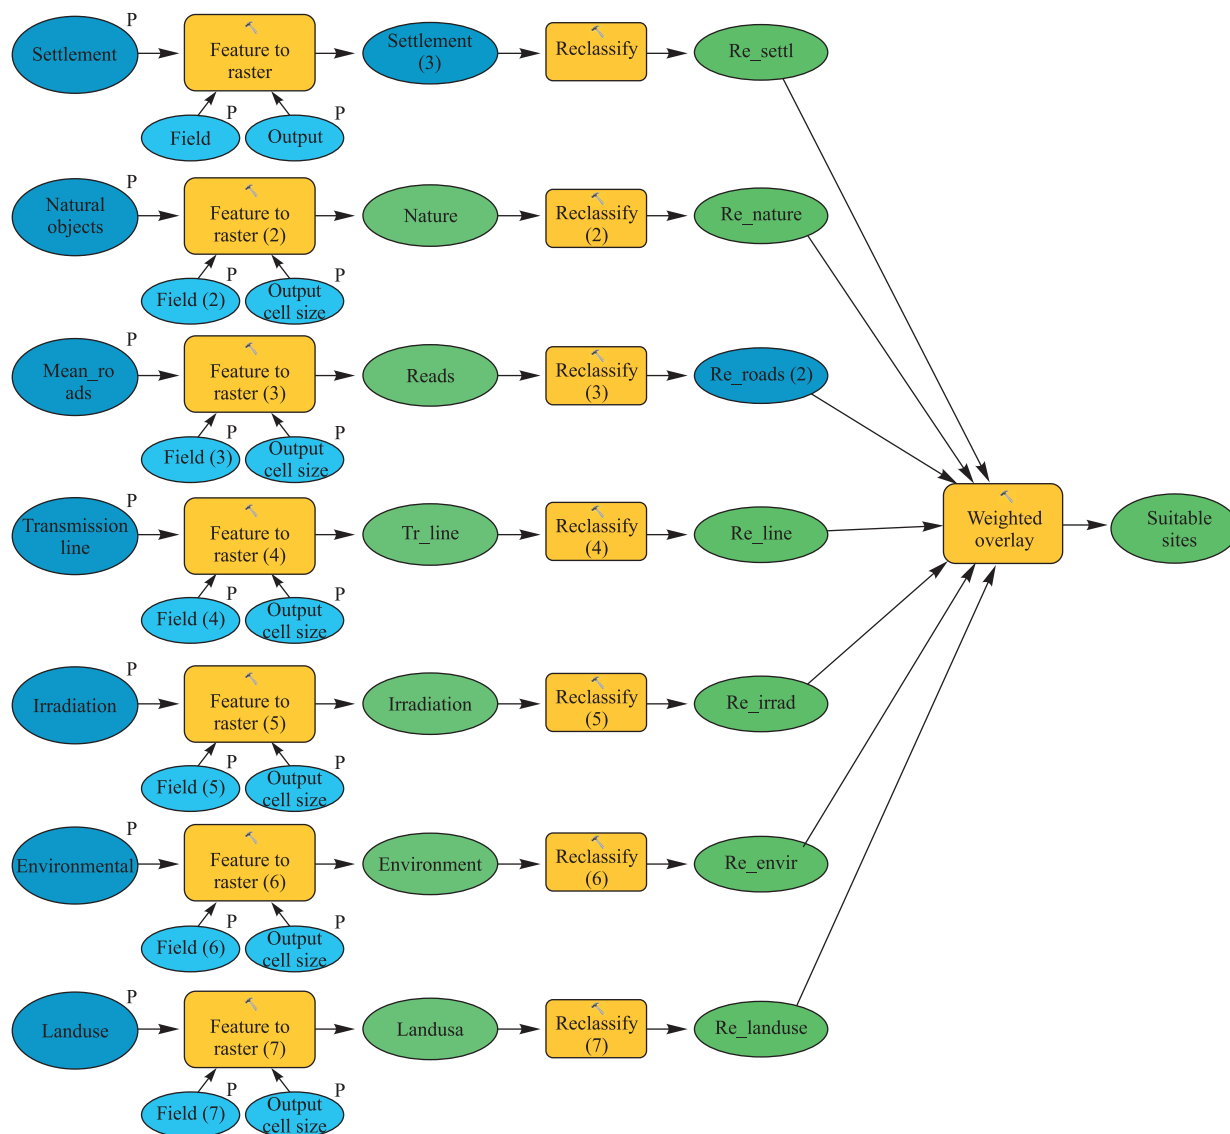 P
Settlement
Feature to
raster
Settlement
(3)
Reclassify
Re_settl
P
P
Field
Output
P
Natural
objects
Feature to
raster (2)
Nature
Reclassify
(2)
Re_nature
P
P
Field (2)
Output
cell size
P
Mean_ro
ads
Feature to
raster (3)
Reads
Reclassify
(3)
Re_roads (2)
P
P
Field (3)
Output
cell size
P
Transmission
line
Feature to
raster (4)
Tr_line
Reclassify
(4)
Re_line
Weighted
overlay
Suitable
sites
P
P
Field (4)
Output
cell size
P
Irradiation
Feature to
raster (5)
Irradiation
Reclassify
(5)
Re_irrad
P
P
Field (5)
Output
cell size
P
Environmental
Feature to
raster (6)
Environment
Reclassify
(6)
Re_envir
P
P
Field (6)
Output
cell size
P
Landuse
Feature to
raster (7)
Landusa
Reclassify
(7)
Re_landuse
P
P
Field (7)
Output
cell size